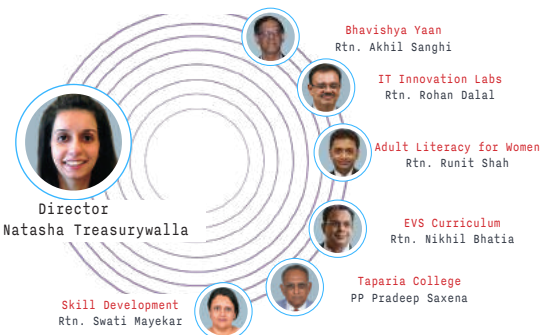 Bhavishya Yaan
Rtn. Akhil Sanghi
IT Innovation Labs
Rtn. Rohan Dalal
Adult Literacy for Women
Rtn. Runit Shah
Director
Natasha Treasurywalla
EVS Curriculum
Rtn. Nikhil Bhatia
Taparia College
PP Pradeep Saxena
Skill Development
Rtn. Swati Mayekar